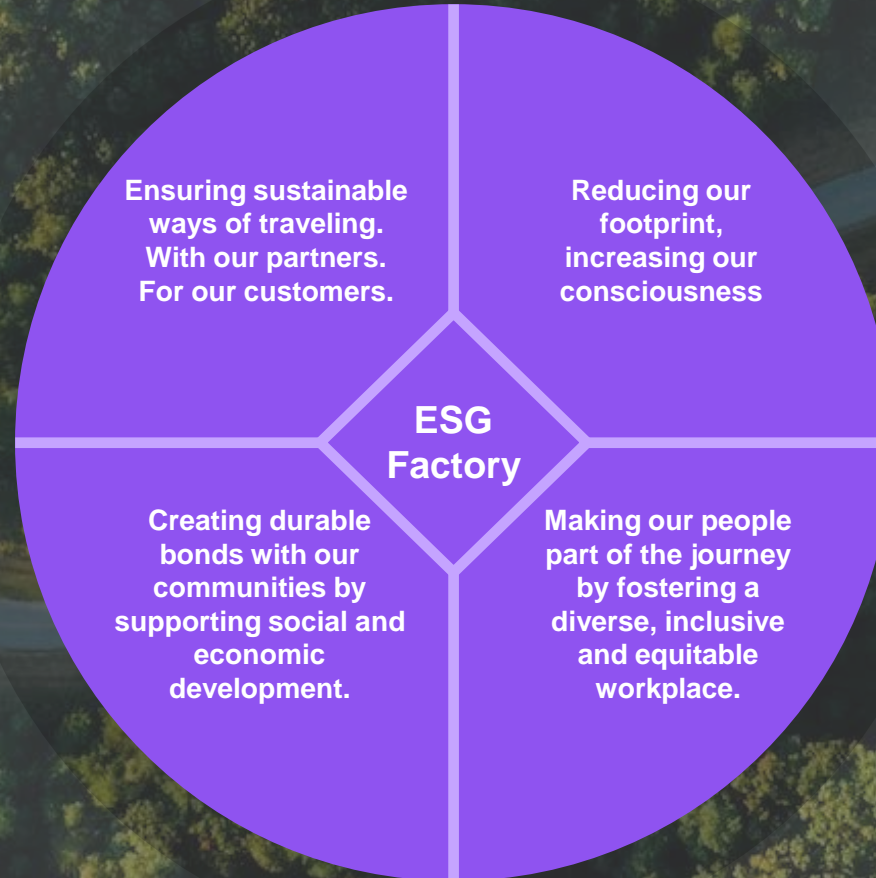 Ensuring sustainable
ways of traveling.
With our partners.
For our customers.
Reducing our
footprint,
increasing our
consciousness
ESG
Factory
Creating durable
bonds with our
communities by
supporting social and
economic
development.
Making our people
part of the journey
by fostering a
diverse, inclusive
and equitable
workplace.